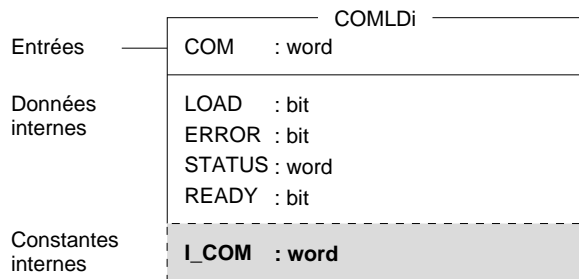 COMLDi
Entrées COM : word
Données internes LOAD : bit
ERROR : bit
STATUS : word
READY : bit
Constantes internes I_COM : word